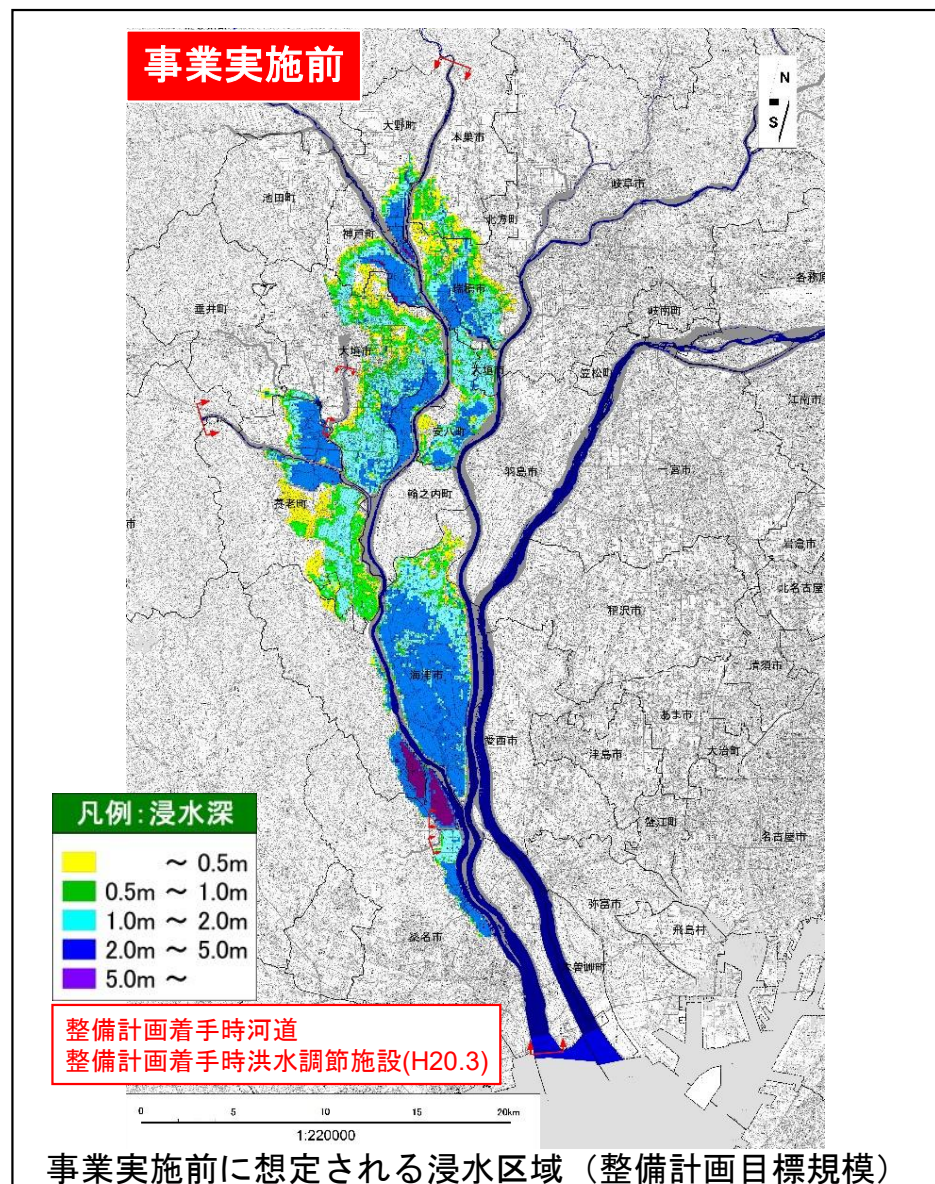 事業実施前
N
S
大野町
本巣市
岐阜市
池田町
北方町
神戸町
各務原
瑞穂市
垂井町
岐南町
大垣市
大垣市
笠松町
江南市
安八町
羽島市
一宮市
輪之内町
養老町
市
岩倉市
北名古屋
稲沢市
清須市
海津市
あま市
愛西市
津島市
大治町
凡例:浸水深
蟹江町
名古屋市
~ 0.5m
0.5m ~ 1.0m
1.0m ~ 2.0m
2.0m ~ 5.0m
5.0m ~
弥富市
飛島村
桑名市
木曽岬町
整備計画着手時河道
整備計画着手時洪水調節施設(H20.3)
0 5 10 15 20km
1:220000
事業実施前に想定される浸水区域（整備計画目標規模）